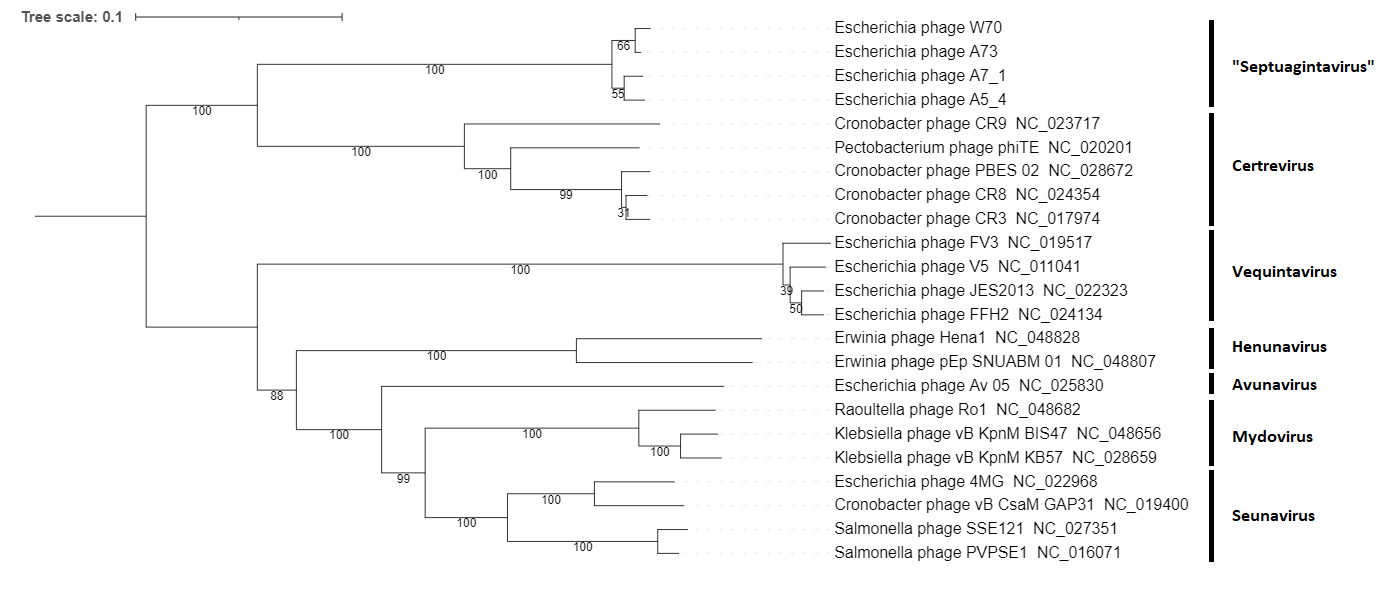 Tree scale: 0.1
Escherichia phage W70
66
Escherichia phage A73
100
"Septuagintavirus"
Escherichia phage A7_1
55
Escherichia phage A5_4
100
Cronobacter phage CR9 NC_023717
100
Pectobacterium phage phiTE NC_020201
Certrevirus
100
Cronobacter phage PBES 02 NC_028672
99
Cronobacter phage CR8 NC_024354
31
Cronobacter phage CR3 NC_017974
Escherichia phage FV3 NC_019517
100
Escherichia phage V5 NC_011041
Vequintavirus
39
Escherichia phage JES2013 NC_022323
50
Escherichia phage FFH2 NC_024134
Erwinia phage Hena1 NC_048828
100
Henunavirus
Erwinia phage pEp SNUABM 01 NC_048807
88
Escherichia phage Av 05 NC_025830
Avunavirus
100
Raoultella phage Ro1 NC_048682
100
Klebsiella phage vB KpnM BIS47 NC_048656
Mydovirus
100
Klebsiella phage vB KpnM KB57 NC_028659
99
Escherichia phage 4MG NC_022968
100
Cronobacter phage vB CsaM GAP31 NC_019400
Seunavirus
100
Salmonella phage SSE121 NC_027351
100
Salmonella phage PVPSE1 NC_016071